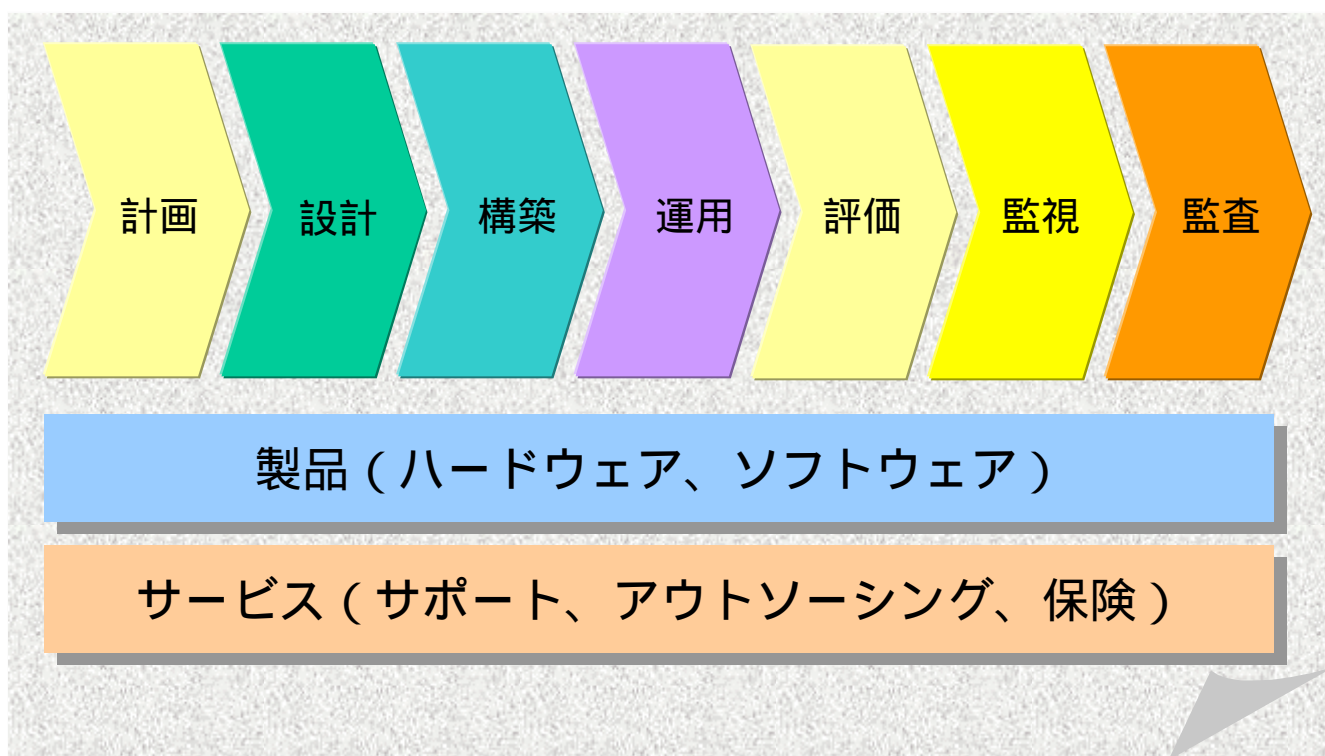 計画
設計
構築
運用
評価
監視
監査
製品(ハードウェア、ソフトウェア)
サービス(サポート、アウトソーシング、保険)